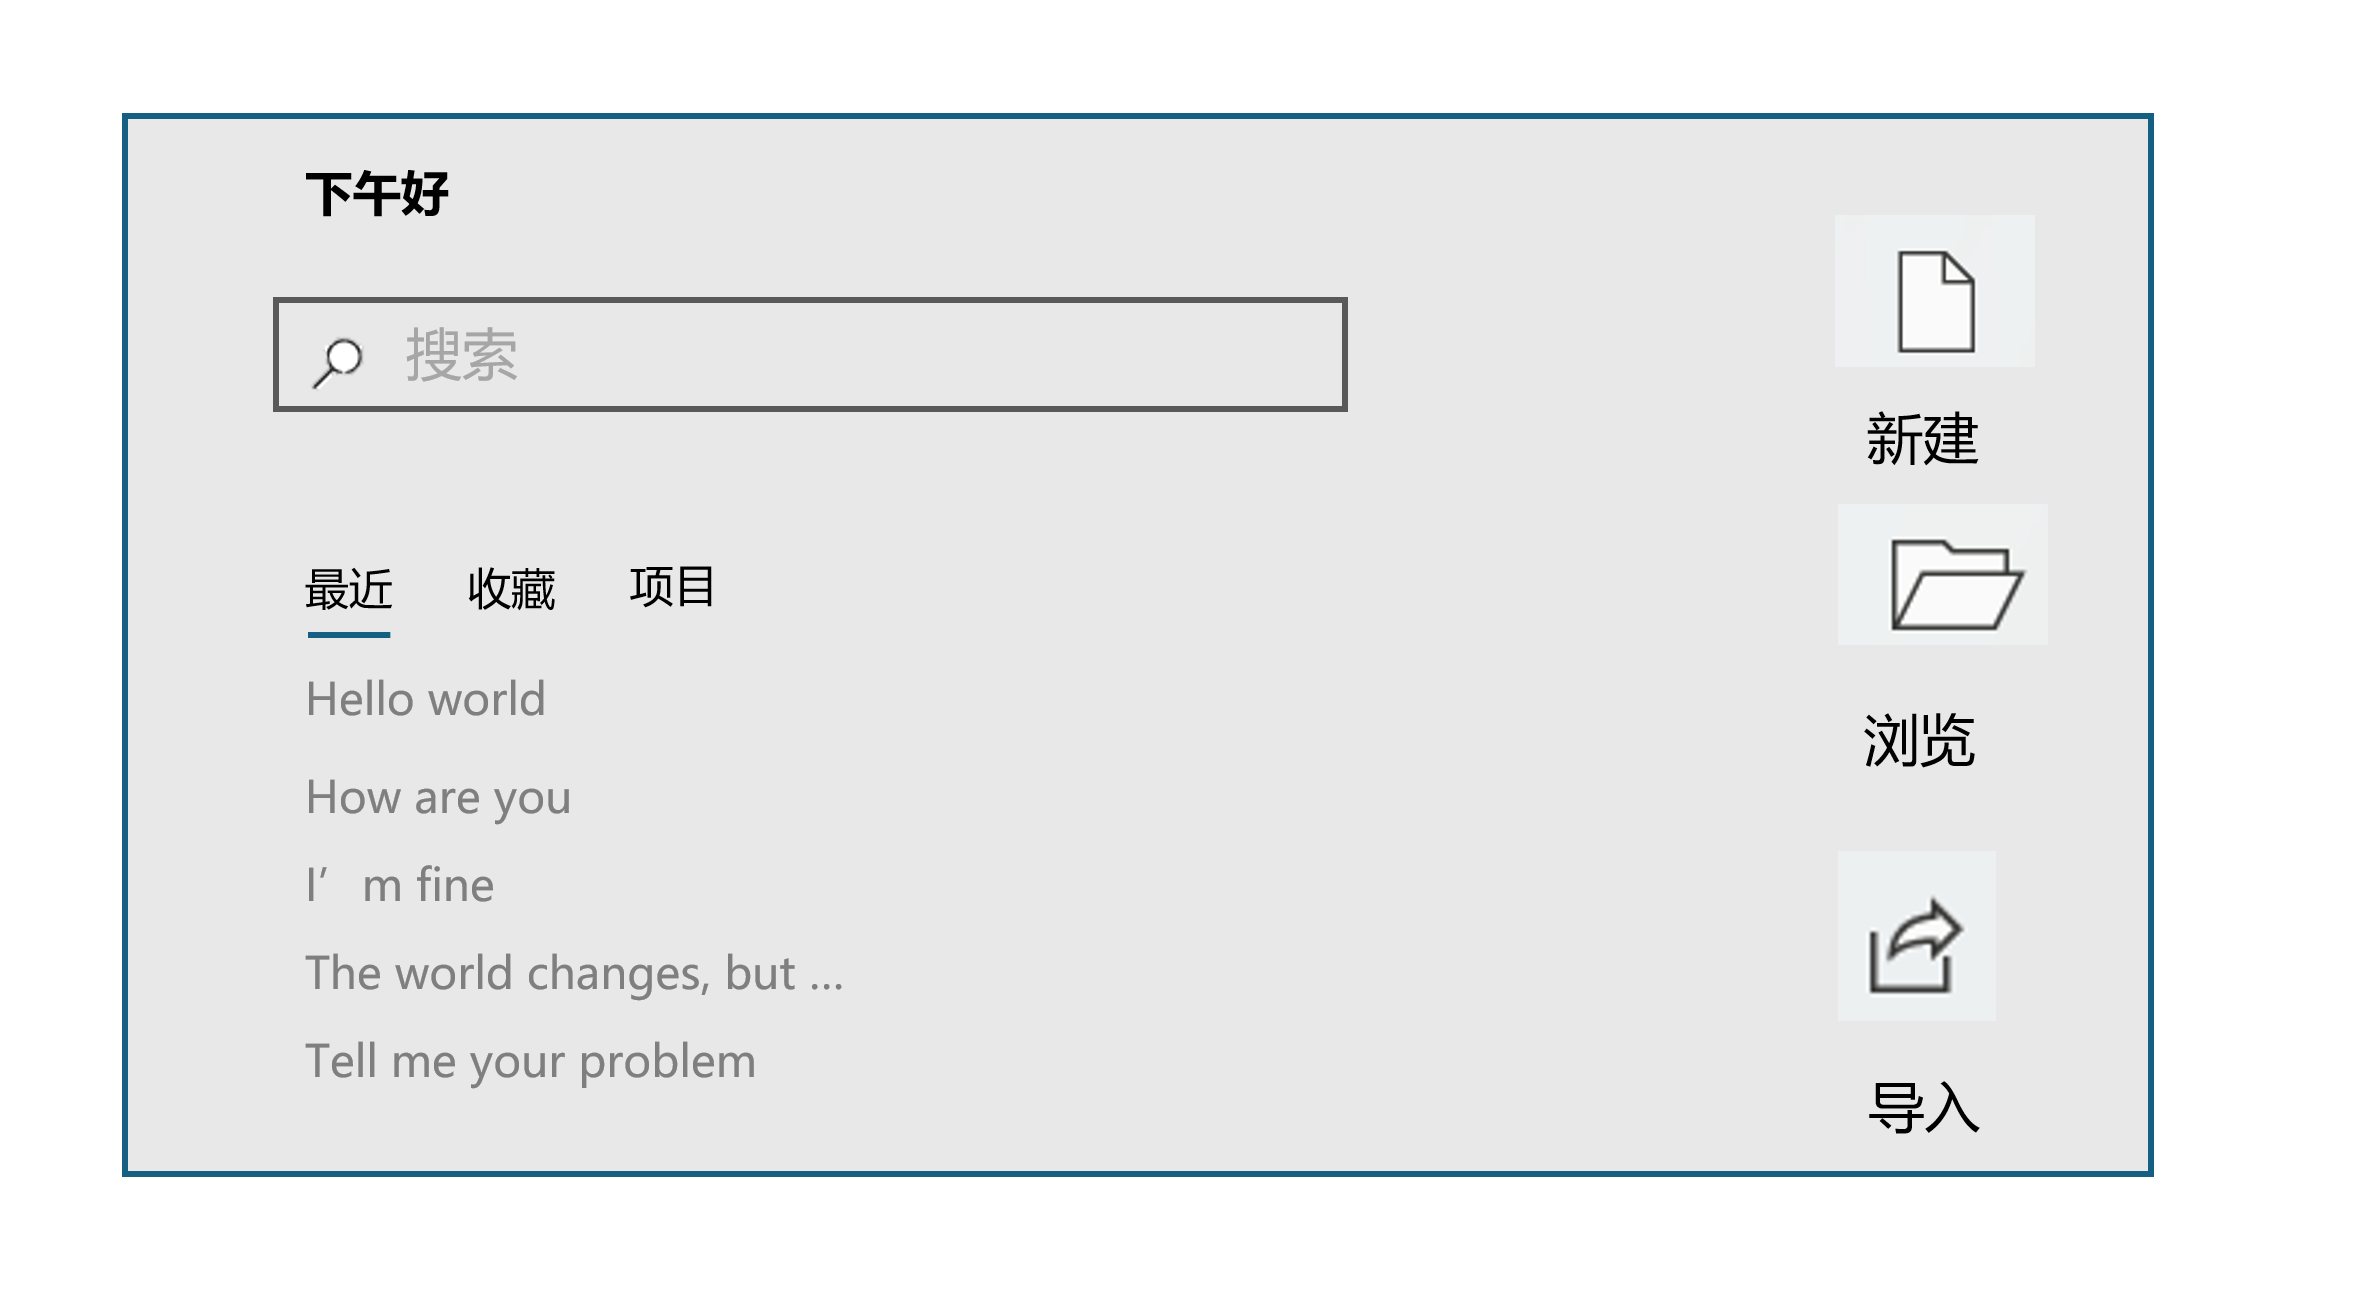 下午好
搜索
最近 收藏 项目
Hello world
How are you
I’m fine
The world changes, but ...
Tell me your problem
新建
浏览
导入